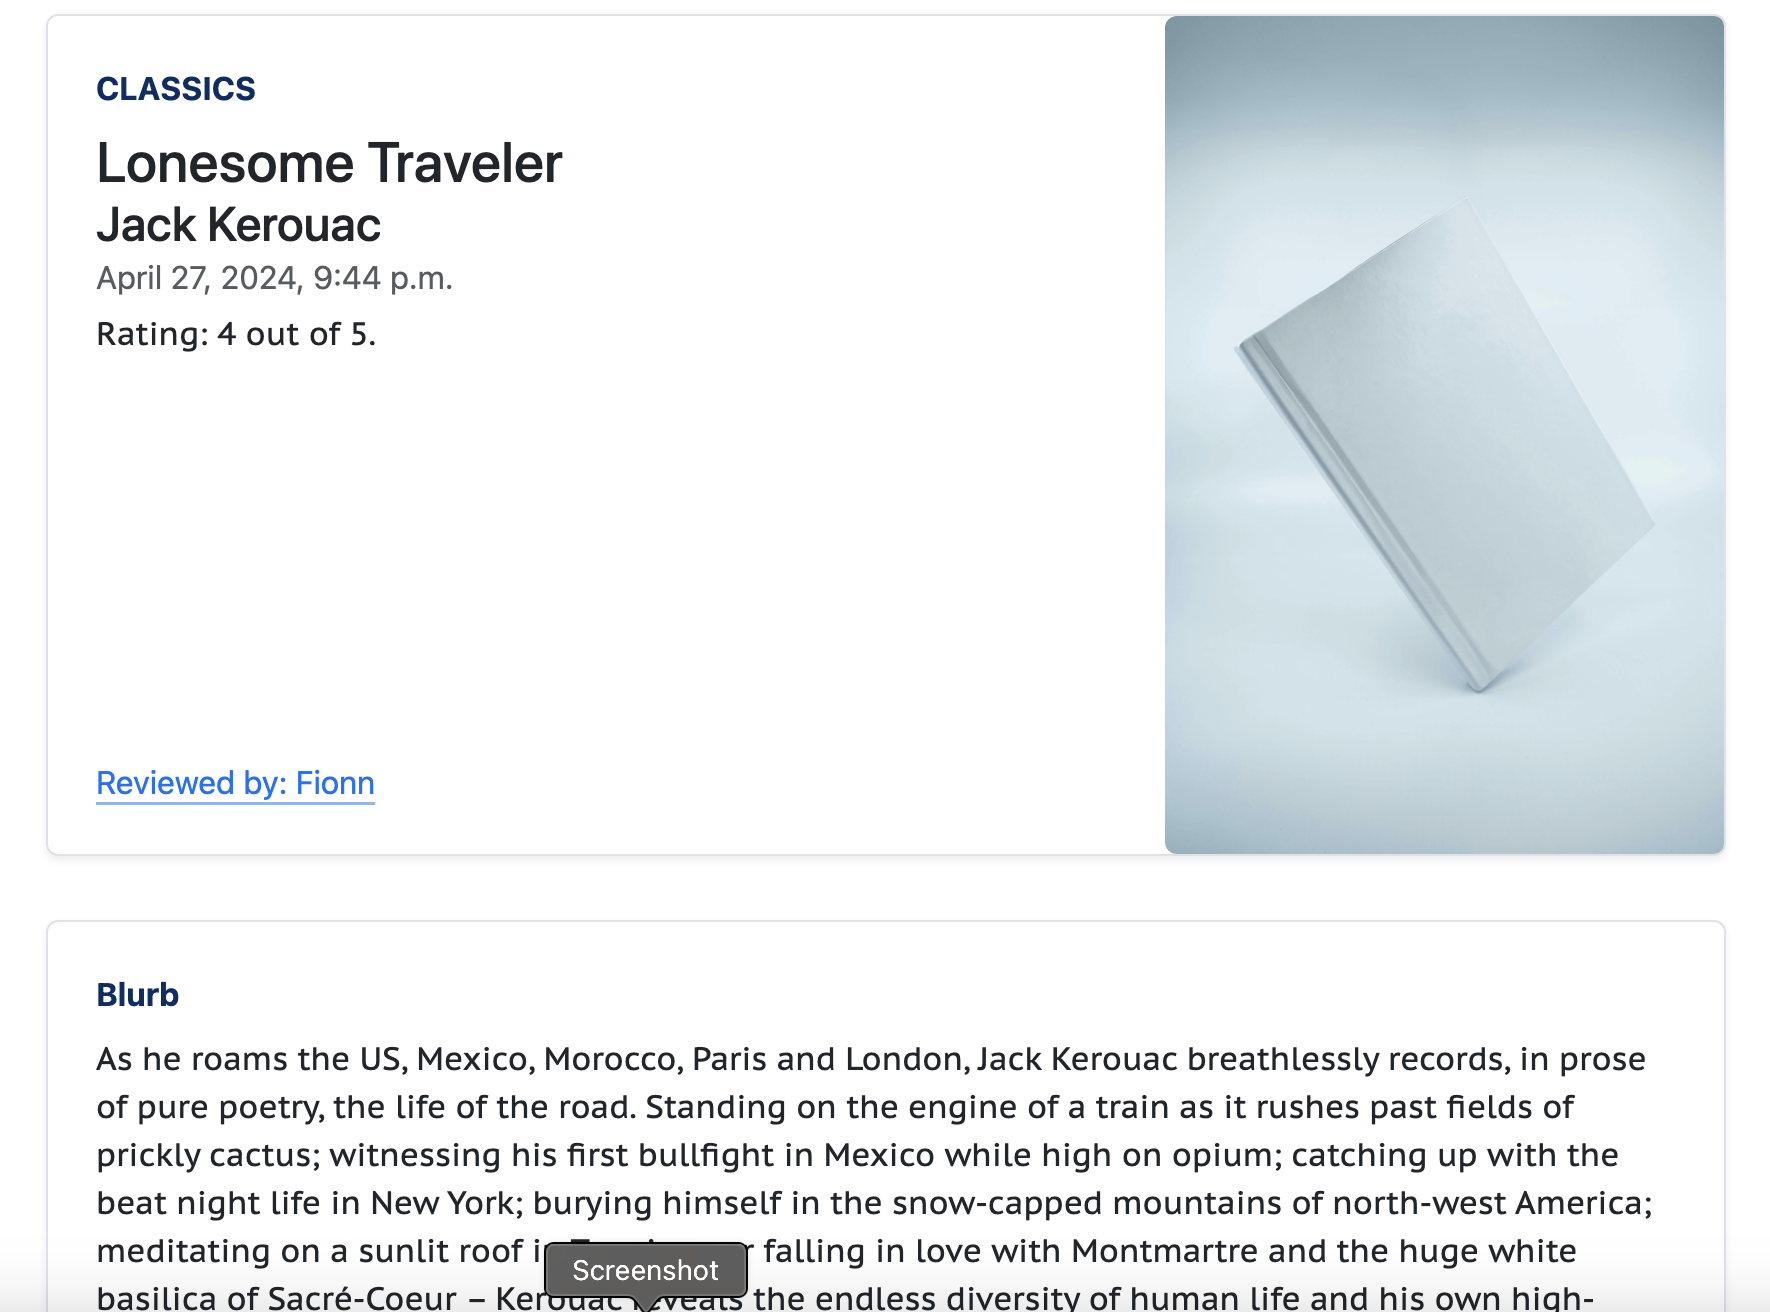 CLASSICS
Lonesome Traveler
Jack Kerouac
April 27, 2024, 9:44 p.m.
Rating: 4 out of 5.
Reviewed by: Fionn
Blurb
As he roams the US, Mexico, Morocco, Paris and London, Jack Kerouac breathlessly records, in prose
of pure poetry, the life of the road. Standing on the engine of a train as it rushes past fields of
prickly cactus; witnessing his first bullfight in Mexico while high on opium; catching up with the
beat night life in New York; burying himself in the snow-capped mountains of north-west America;
meditating on a sunlit roof falling in love with Montmartre and the huge white
Screenshot
basilica of Sacré-Coeur – Kerouac reveals the endless diversity of human life and his own high-